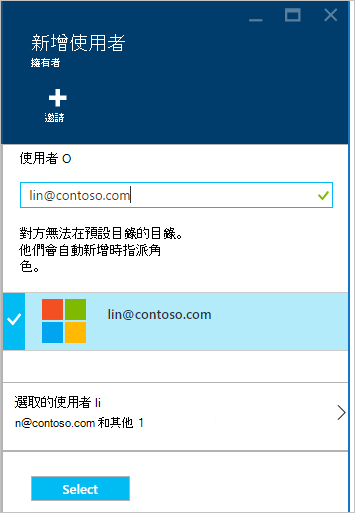 新增使用者
擁有者
邀請
使用者 O
lin@contoso.com
對方無法在預設目錄的目錄。
他們會自動新增時指派角
色。
lin@contoso.com
選取的使用者 li
n@contoso.com 和其他 1
Select